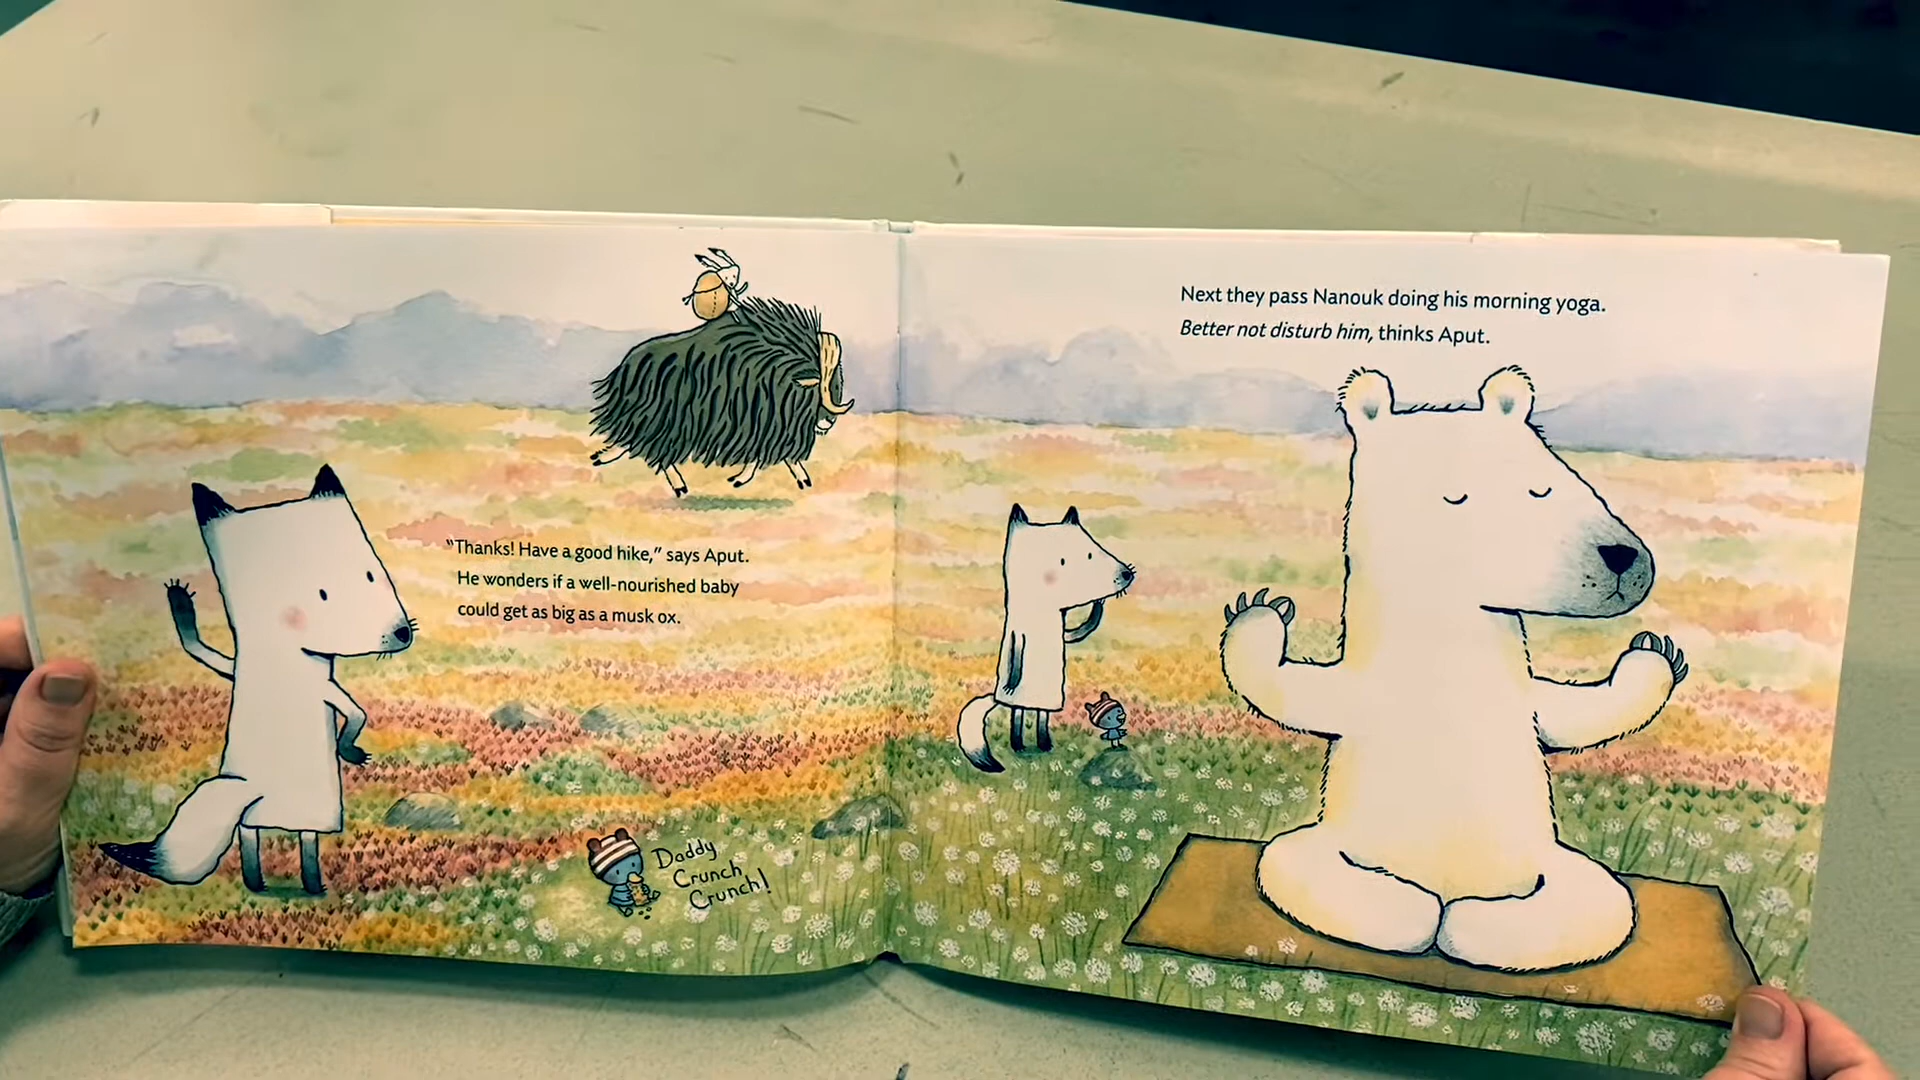 “Thanks! Have a good hike,” says Aput.
He wonders if a well-nourished baby
could get as big as a musk ox.
Daddy
Crunch
Crunch!
Next they pass Nanouk doing his morning yoga.
Better not disturb him, thinks Aput.